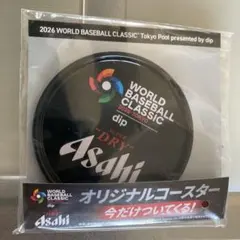 2026 WORLD BASEBALL CLASSIC™ Tokyo Pool presented by dip
WORLD
BASEBALL
CLASSIC
dip
"DRY"
Asahi
WORLD
BASEBALL
CLASSIC
dip
Asahi
オリジナルコースター
今だけついてくる!